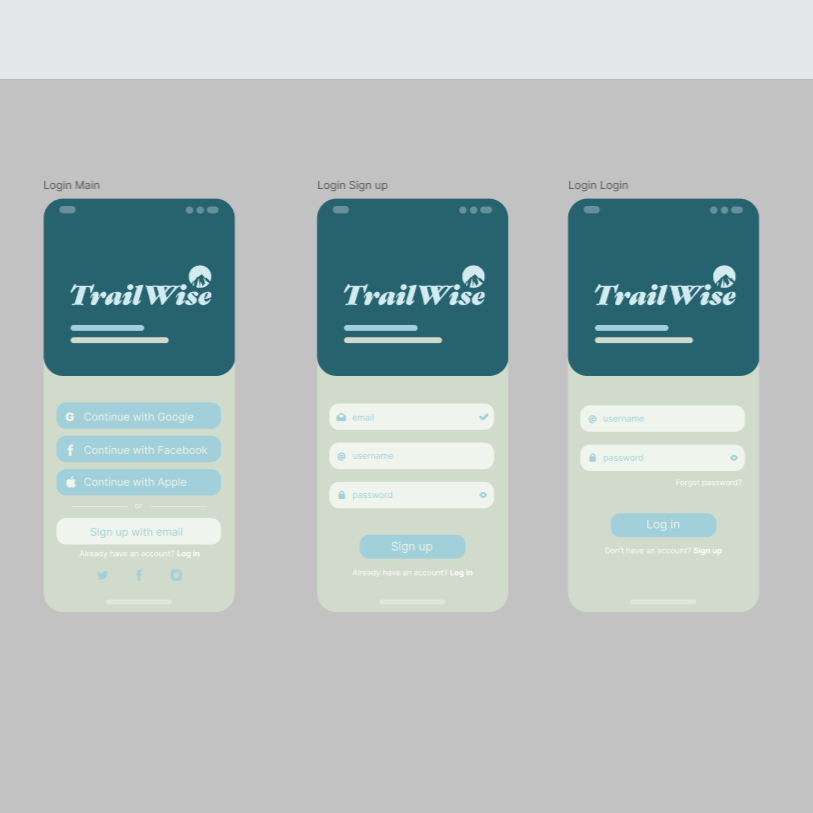 Login Main
TrailWise
G Continue with Google
f Continue with Facebook
Continue with Apple
or
Sign up with email
Already have an account? Log in
f
Login Sign up
TrailWise
email
@ username
password
Sign up
Already have an account? Log in
Login Login
TrailWise
@ username
password
Forgot password?
Log in
Don't have an account? Sign up